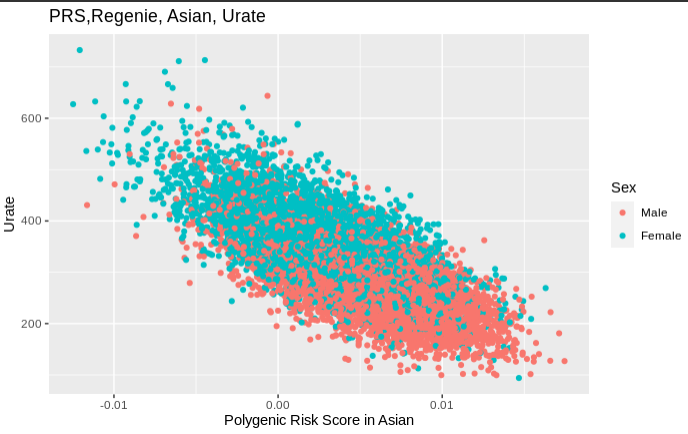 PRS,Regenie, Asian, Urate
Urate
600
400
200
-0.01
0.00
0.01
Polygenic Risk Score in Asian
Sex
Male
Female